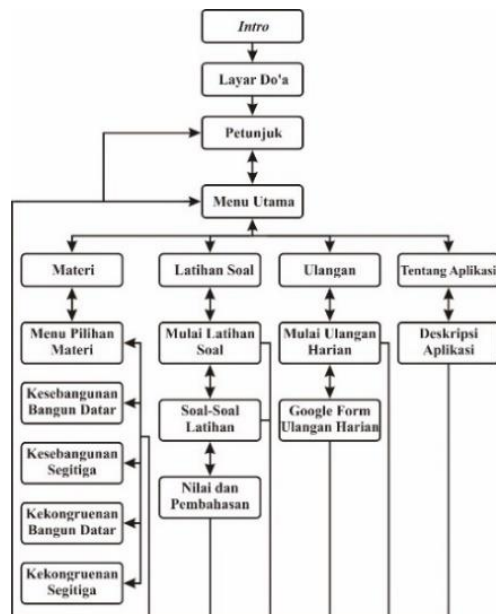 Intro
Layar Do'a
Petunjuk
Menu Utama
Materi
Latihan Soal
Ulangan
Tentang Aplikasi
Menu Pilihan
Materi
Mulai Latihan
Soal
Mulai Ulangan
Harian
Deskripsi
Aplikasi
Kesebangunan
Bangun Datar
Soal-Soal
Latihan
Google Form
Ulangan Harian
Kesebangunan
Segitiga
Nilai dan
Pembahasan
Kekongruenan
Bangun Datar
Kekongruenan
Segitiga